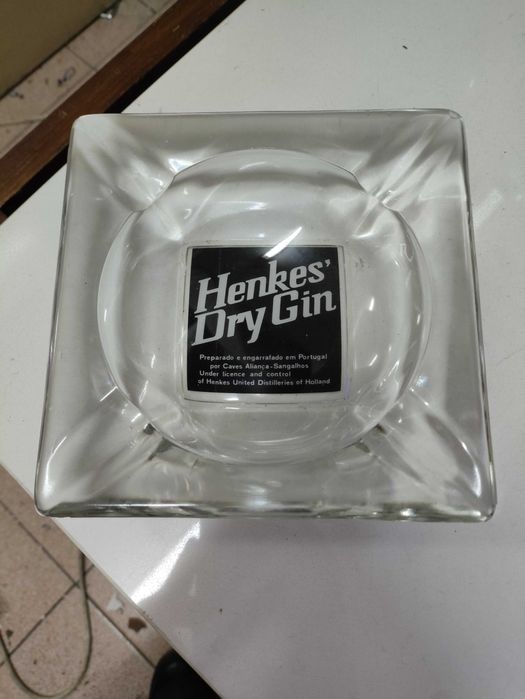 Henkes'
Dry Gin
Preparado e engarrafado em Portugal
por Caves Aliança-Sangalhos
Under licence and control
of Henkes United Distilleries of Holland